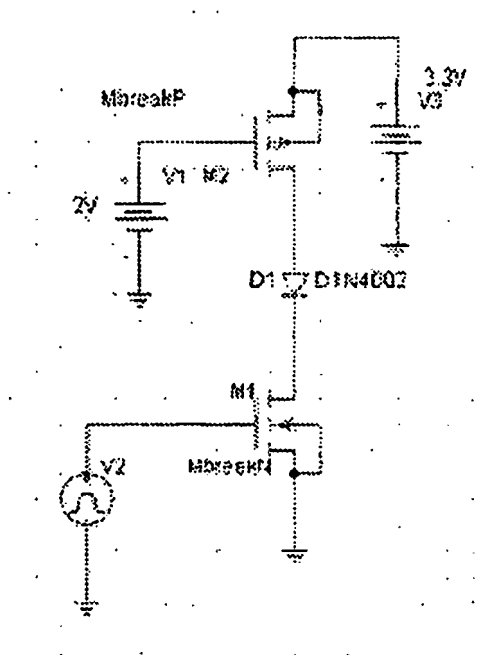 3.3V
V3
MbreakP
V1 M2
2V
D1 D1N4002
M1
V2
MbreakN